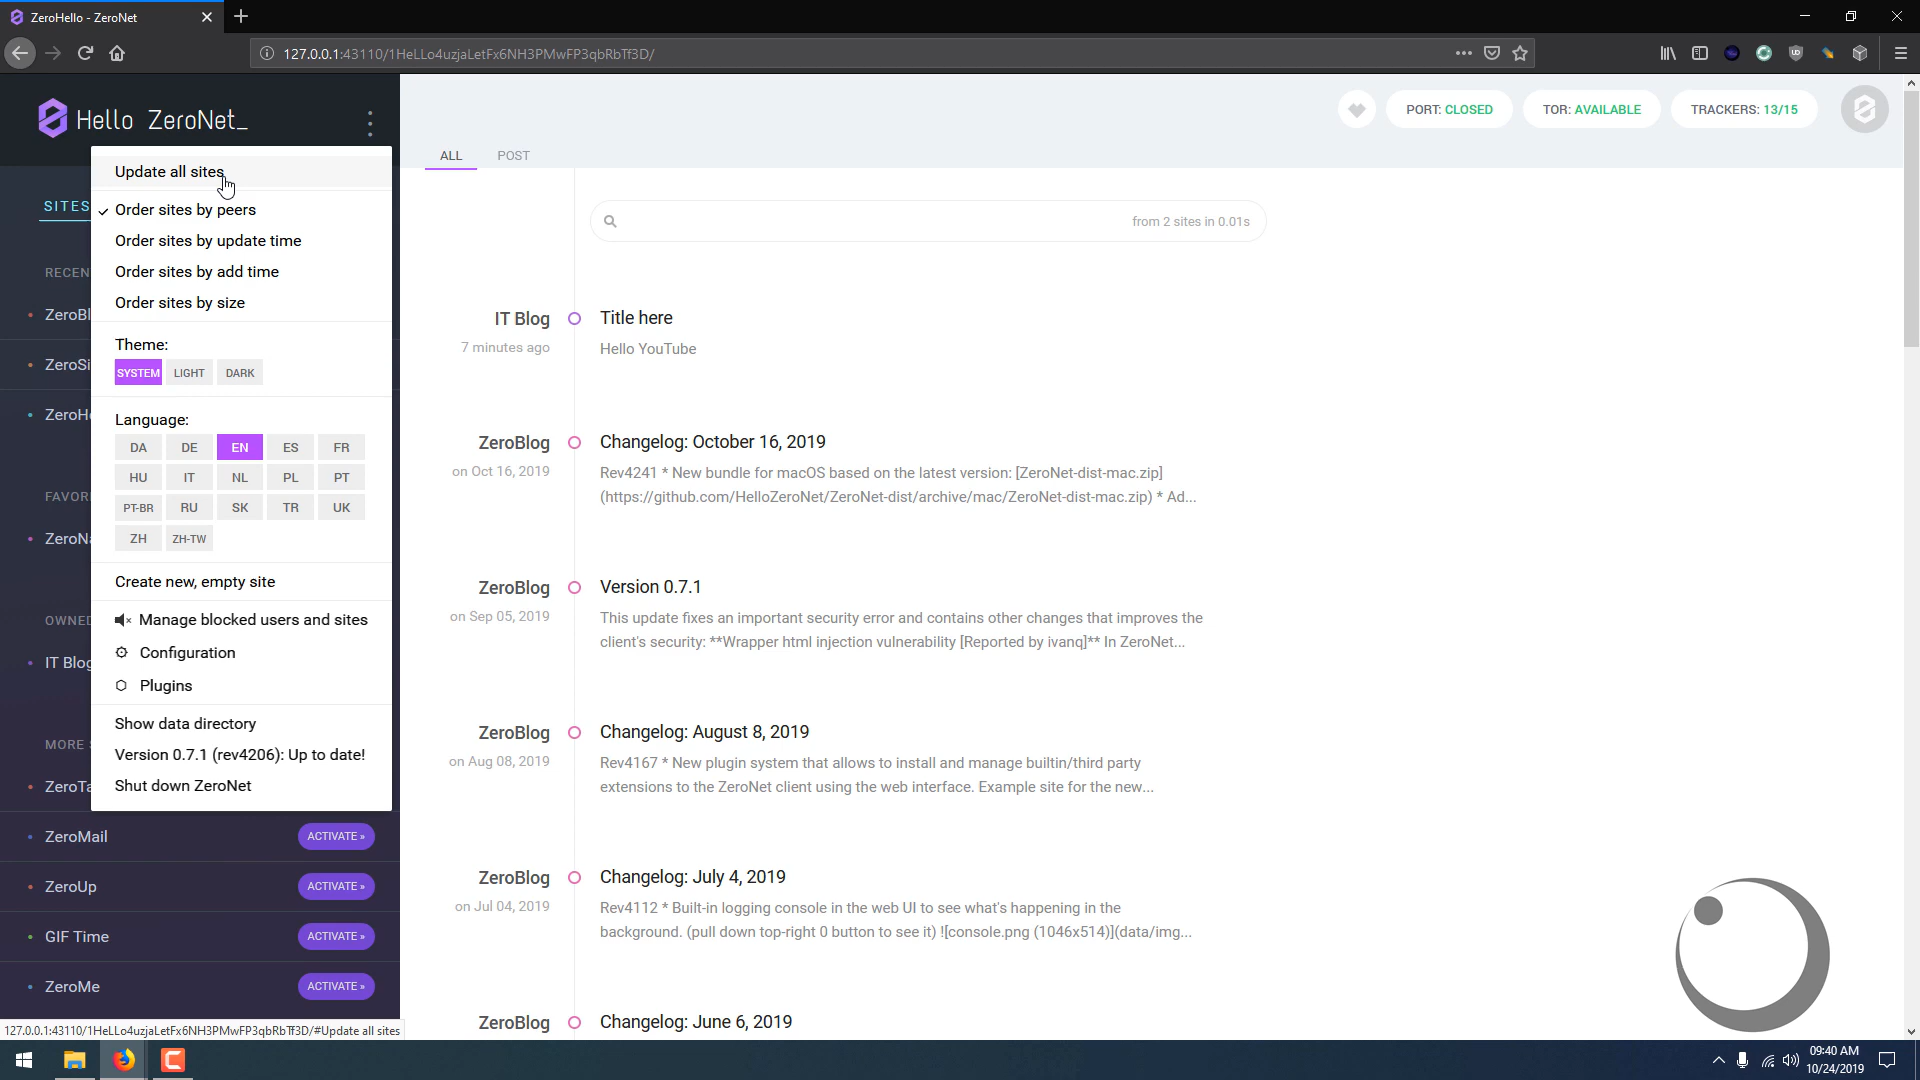 ZeroHello - ZeroNet
127.0.0.1:43110/1HeLLo4uzjaLetFx6NH3PMwFP3qbRbTf3D/
Hello ZeroNet_
PORT: CLOSED
TOR: AVAILABLE
TRACKERS: 13/15
ALL
POST
Update all sites
SITES
Order sites by peers
Order sites by update time
Order sites by add time
Order sites by size
RECEN
ZeroBl
ZeroSi
ZeroHe
Theme:
SYSTEM
LIGHT
DARK
Language:
DA
DE
EN
ES
FR
HU
IT
NL
PL
PT
PT-BR
RU
SK
TR
UK
ZH
ZH-TW
FAVOR
ZeroNa
Create new, empty site
OWNED
Manage blocked users and sites
Configuration
IT Blog
Plugins
Show data directory
MORE
Version 0.7.1 (rev4206): Up to date!
Shut down ZeroNet
ZeroTa
ZeroMail
ACTIVATE »
ZeroUp
ACTIVATE »
GIF Time
ACTIVATE »
ZeroMe
ACTIVATE »
from 2 sites in 0.01s
IT Blog
7 minutes ago
Title here
Hello YouTube
ZeroBlog
on Oct 16, 2019
Changelog: October 16, 2019
Rev4241 * New bundle for macOS based on the latest version: [ZeroNet-dist-mac.zip]
(https://github.com/HelloZeroNet/ZeroNet-dist/archive/mac/ZeroNet-dist-mac.zip) * Ad...
ZeroBlog
on Sep 05, 2019
Version 0.7.1
This update fixes an important security error and contains other changes that improves the
client's security: **Wrapper html injection vulnerability [Reported by ivanq]** In ZeroNet...
ZeroBlog
on Aug 08, 2019
Changelog: August 8, 2019
Rev4167 * New plugin system that allows to install and manage builtin/third party
extensions to the ZeroNet client using the web interface. Example site for the new...
ZeroBlog
on Jul 04, 2019
Changelog: July 4, 2019
Rev4112 * Built-in logging console in the web UI to see what's happening in the
background. (pull down top-right 0 button to see it) ![console.png (1046x514)](data/img...
ZeroBlog
Changelog: June 6, 2019
127.0.0.1:43110/1HeLLo4uzjaLetFx6NH3PMwFP3qbRbTf3D/#Update all sites
09:40 AM
10/24/2019